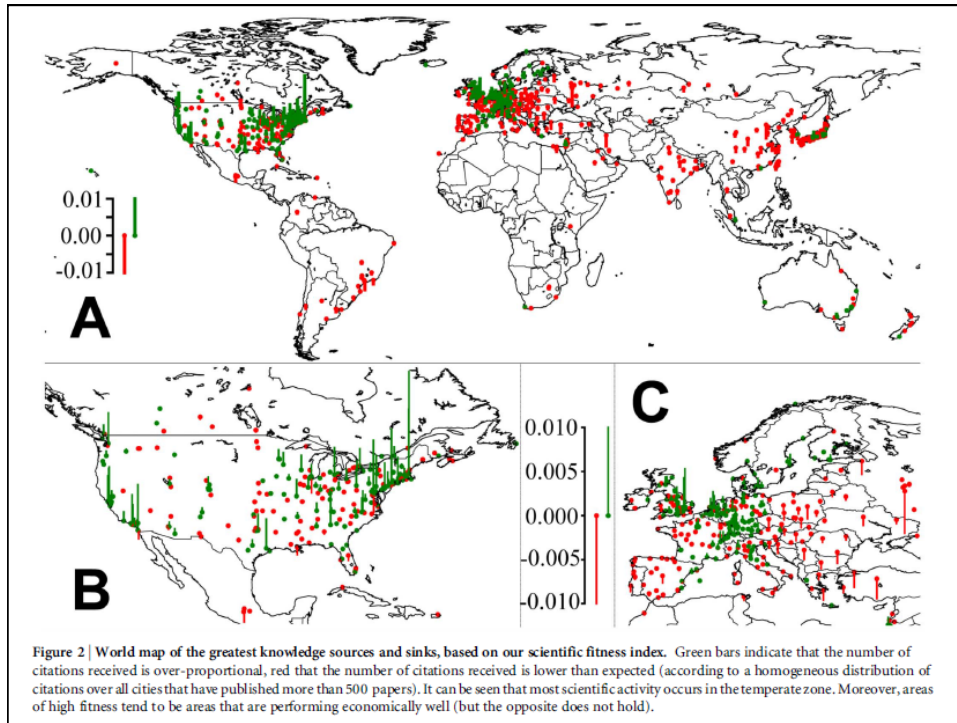 0.01
0.00
-0.01
A
B
0.010
0.005
0.000
-0.005
-0.010
C
Figure 2 | World map of the greatest knowledge sources and sinks, based on our scientific fitness index. Green bars indicate that the number of
citations received is over-proportional, red that the number of citations received is lower than expected (according to a homogeneous distribution of
citations over all cities that have published more than 500 papers). It can be seen that most scientific activity occurs in the temperate zone. Moreover, areas
of high fitness tend to be areas that are performing economically well (but the opposite does not hold).